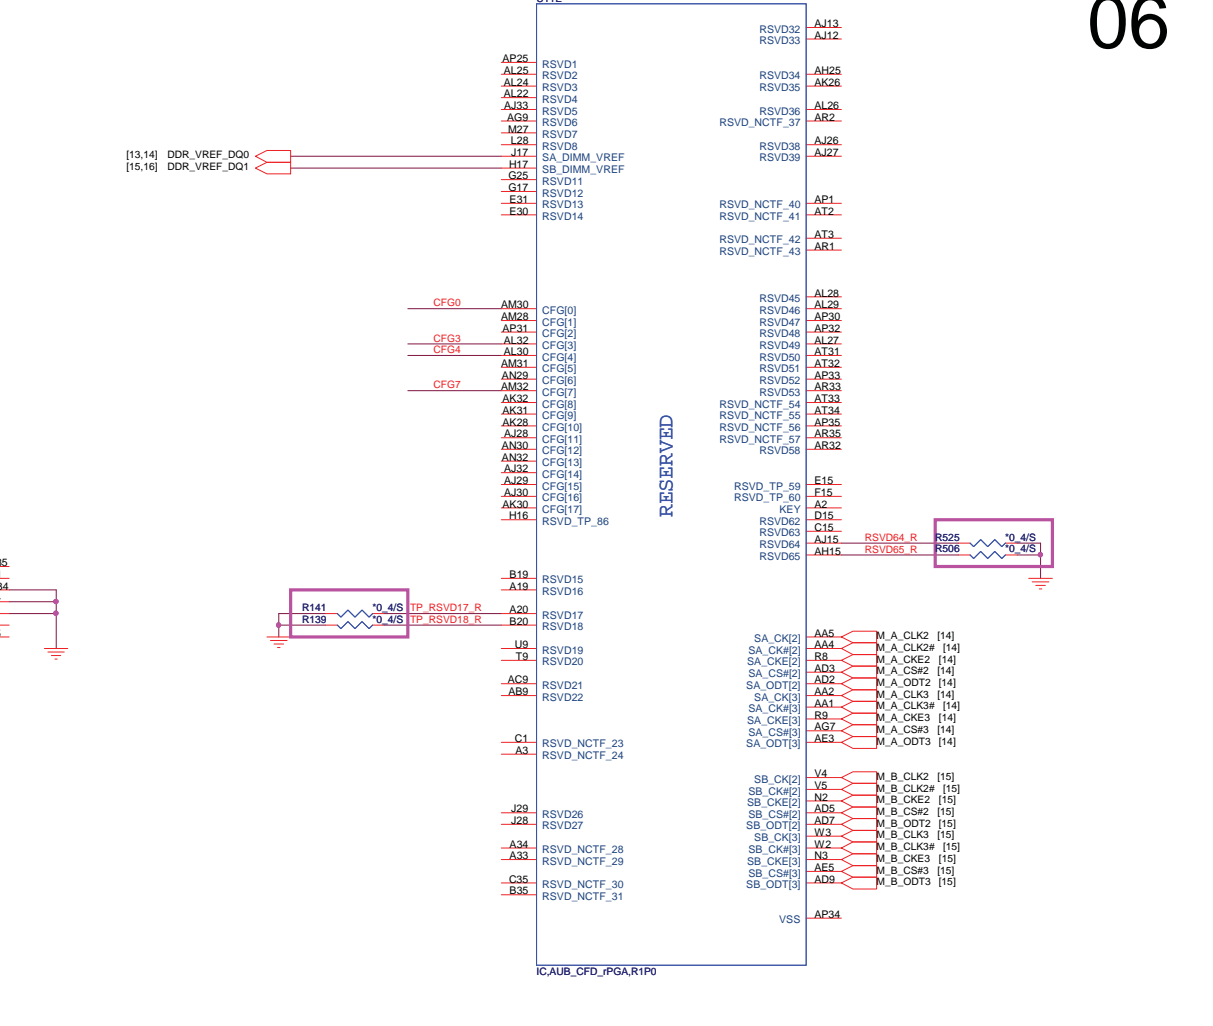 06
RSVD32 AJ13
RSVD33 AJ12
AP25 RSVD1
AL25 RSVD2
AL24 RSVD3
AL22 RSVD4
AJ33 RSVD5
AG9 RSVD6
M27 RSVD7
L28 RSVD8
[13,14] DDR_VREF_DQ0 J17 SA_DIMM_VREF
[15,16] DDR_VREF_DQ1 H17 SB_DIMM_VREF
G25 RSVD11
G17 RSVD12
E31 RSVD13
E30 RSVD14
RSVD34 AH25
RSVD35 AK26
RSVD36 AL26
RSVD_NCTF_37 AR2
RSVD38 AJ26
RSVD39 AJ27
RSVD_NCTF_40 AP1
RSVD_NCTF_41 AT2
RSVD_NCTF_42 AT3
RSVD_NCTF_43 AR1
CFG0 AM30 CFG[0]
AM28 CFG[1]
AP31 CFG[2]
CFG3 AL32 CFG[3]
CFG4 AL30 CFG[4]
AM31 CFG[5]
AN29 CFG[6]
CFG7 AM32 CFG[7]
AK32 CFG[8]
AK31 CFG[9]
AK28 CFG[10]
AJ28 CFG[11]
AN30 CFG[12]
AN32 CFG[13]
AJ32 CFG[14]
AJ29 CFG[15]
AJ30 CFG[16]
AK30 CFG[17]
H16 RSVD_TP_86
RESERVED
RSVD45 AL28
RSVD46 AL29
RSVD47 AP30
RSVD48 AP32
RSVD49 AL27
RSVD50 AT31
RSVD51 AT32
RSVD52 AP33
RSVD53 AR33
RSVD_NCTF_54 AT33
RSVD_NCTF_55 AT34
RSVD_NCTF_56 AP35
RSVD_NCTF_57 AR35
RSVD58 AR32
RSVD_TP_59 E15
RSVD_TP_60 F15
KEY A2
RSVD62 D15
RSVD63 C15
RSVD64 AJ15 RSVD64_R R525 *0_4/S
RSVD65 AH15 RSVD65_R R506 *0_4/S
B19 RSVD15
A19 RSVD16
R141 *0_4/S TP_RSVD17_R A20 RSVD17
R139 *0_4/S TP_RSVD18_R B20 RSVD18
U9 RSVD19
T9 RSVD20
AC9 RSVD21
AB9 RSVD22
C1 RSVD_NCTF_23
A3 RSVD_NCTF_24
J29 RSVD26
J28 RSVD27
A34 RSVD_NCTF_28
A33 RSVD_NCTF_29
C35 RSVD_NCTF_30
B35 RSVD_NCTF_31
SA_CK[2] AA5 M_A_CLK2 [14]
SA_CK#[2] AA4 M_A_CLK2# [14]
SA_CKE[2] R8 M_A_CKE2 [14]
SA_CS#[2] AD3 M_A_CS#2 [14]
SA_ODT[2] AD2 M_A_ODT2 [14]
SA_CK[3] AA2 M_A_CLK3 [14]
SA_CK#[3] AA1 M_A_CLK3# [14]
SA_CKE[3] R9 M_A_CKE3 [14]
SA_CS#[3] AG7 M_A_CS#3 [14]
SA_ODT[3] AE3 M_A_ODT3 [14]
SB_CK[2] V4 M_B_CLK2 [15]
SB_CK#[2] V5 M_B_CLK2# [15]
SB_CKE[2] N2 M_B_CKE2 [15]
SB_CS#[2] AD5 M_B_CS#2 [15]
SB_ODT[2] AD7 M_B_ODT2 [15]
SB_CK[3] W3 M_B_CLK3 [15]
SB_CK#[3] W2 M_B_CLK3# [15]
SB_CKE[3] N3 M_B_CKE3 [15]
SB_CS#[3] AE5 M_B_CS#3 [15]
SB_ODT[3] AD9 M_B_ODT3 [15]
VSS AP34
IC,AUB_CFD_rPGA,R1P0